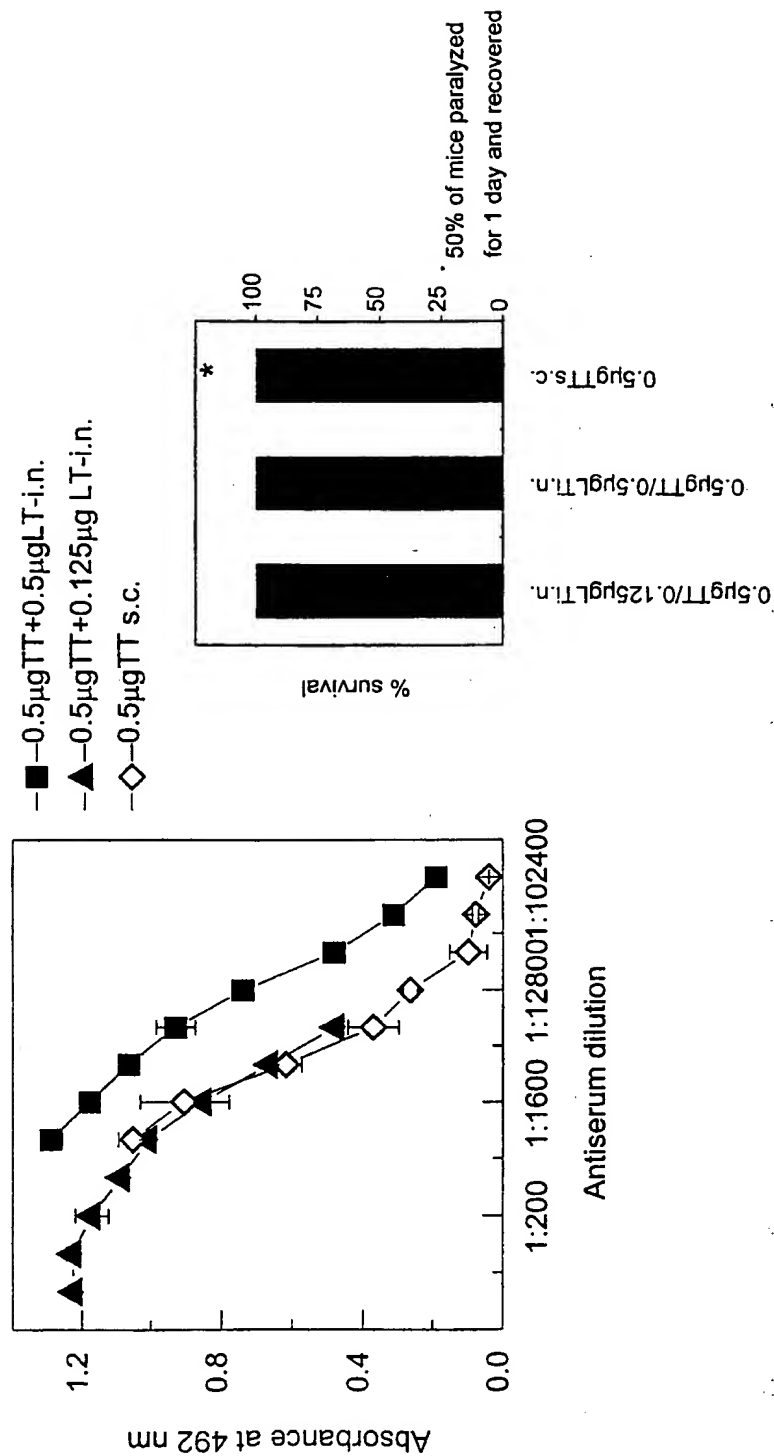 -■-0.5µgTT+0.5µgLT-i.n.
-▲-0.5µgTT+0.125µg LT-i.n.
-◇-0.5µgTT s.c.
Absorbance at 492 nm
1.2
0.8
0.4
0.0
1:200
1:1600
1:12800
1:102400
Antiserum dilution
% survival
100
75
50
25
0
*
0.5µgTT/0.125µgLTi.n.
0.5µgTT/0.5µgLTi.n.
0.5µgTTs.c.
* 50% of mice paralyzed
for 1 day and recovered